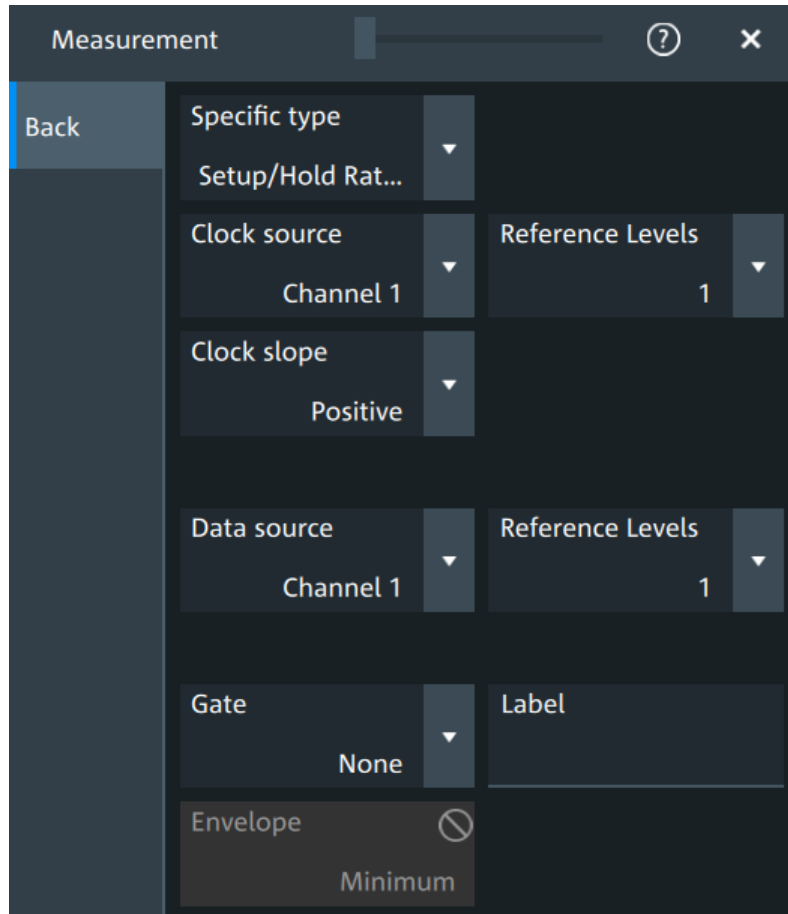 Measurement
Back
Specific type
Setup/Hold Rat...
Clock source
Channel 1
Reference Levels
1
Clock slope
Positive
Data source
Channel 1
Reference Levels
1
Gate
None
Label
Envelope
Minimum